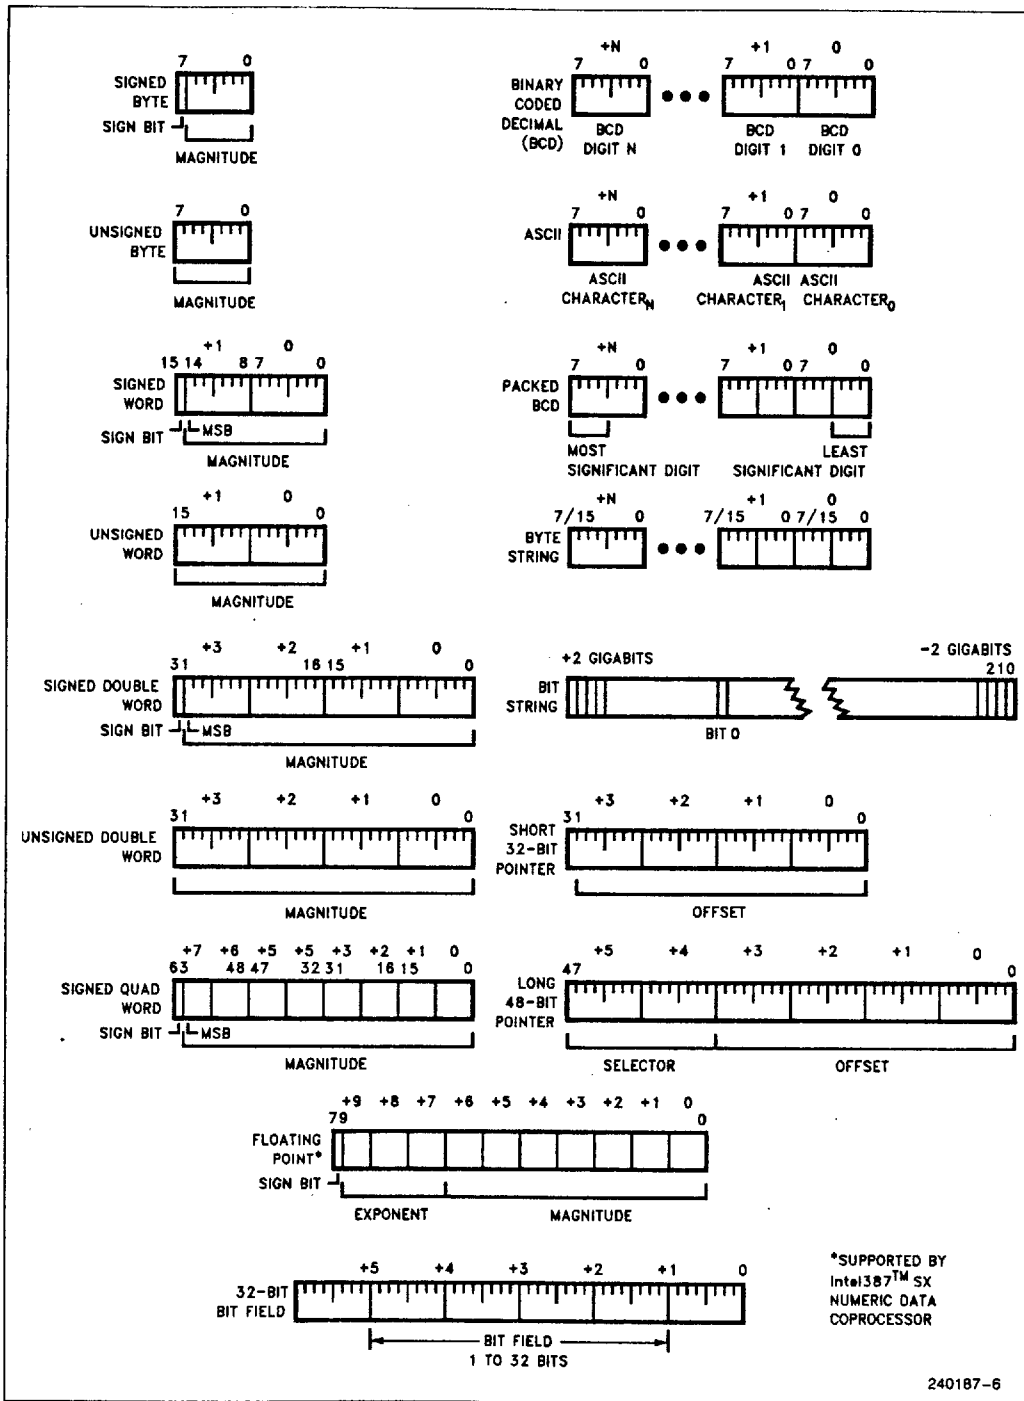 7 0
SIGNED
BYTE
SIGN BIT
MAGNITUDE
7 0
UNSIGNED
BYTE
MAGNITUDE
+1 0
15 14 8 7 0
SIGNED
WORD
SIGN BIT MSB
MAGNITUDE
+1 0
15 0
UNSIGNED
WORD
MAGNITUDE
+3 +2 +1 0
31 16 15 0
SIGNED DOUBLE
WORD
SIGN BIT MSB
MAGNITUDE
+3 +2 +1 0
31 0
UNSIGNED DOUBLE
WORD
MAGNITUDE
+7 +6 +5 +5 +3 +2 +1 0
63 48 47 32 31 16 15 0
SIGNED QUAD
WORD
SIGN BIT MSB
MAGNITUDE
+N +1 0
7 0 7 0 7 0
BINARY
CODED
DECIMAL
(BCD)
BCD BCD BCD
DIGIT N DIGIT 1 DIGIT 0
+N +1 0
7 0 7 0 7 0
ASCII
ASCII ASCII ASCII
CHARACTERN CHARACTER1 CHARACTER0
+N +1 0
7 0 7 0 7 0
PACKED
BCD
MOST LEAST
SIGNIFICANT DIGIT SIGNIFICANT DIGIT
+N +1 0
7/15 0 7/15 0 7/15 0
BYTE
STRING
+2 GIGABITS -2 GIGABITS
210
BIT
STRING
BIT 0
+3 +2 +1 0
31 0
SHORT
32-BIT
POINTER
OFFSET
+5 +4 +3 +2 +1 0
47 0
LONG
48-BIT
POINTER
SELECTOR OFFSET
+9 +8 +7 +6 +5 +4 +3 +2 +1 0
79 0
FLOATING
POINT*
SIGN BIT
EXPONENT MAGNITUDE
+5 +4 +3 +2 +1 0
32-BIT
BIT FIELD
BIT FIELD
1 TO 32 BITS
*SUPPORTED BY
Intel387TM SX
NUMERIC DATA
COPROCESSOR
240187-6